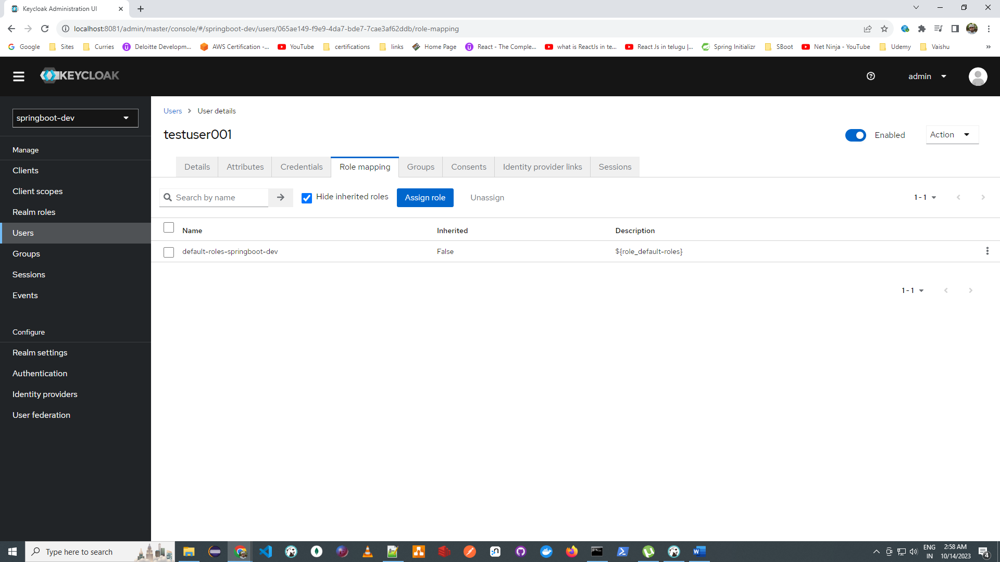 Keycloak Administration UI
localhost:8081/admin/master/console/#/springboot-dev/users/065ae149-f9e9-4da7-bde7-7cae3af62ddb/role-mapping
Google Sites Curries Deloitte Developm... AWS Certification -... YouTube certifications links Home Page React - The Comple... what is ReactJs in te... React Js in telugu |... Spring Initializr SBoot Net Ninja - YouTube Udemy Vaishu »
KEYCLOAK admin
springboot-dev
Manage
Clients
Client scopes
Realm roles
Users
Groups
Sessions
Events
Configure
Realm settings
Authentication
Identity providers
User federation
Users User details
testuser001 Enabled Action
Details Attributes Credentials Role mapping Groups Consents Identity provider links Sessions
Search by name Hide inherited roles Assign role Unassign 1 - 1
Name Inherited Description
default-roles-springboot-dev False ${role_default-roles}
1 - 1
Type here to search
ENG 2:58 AM
IN 10/14/2023 4